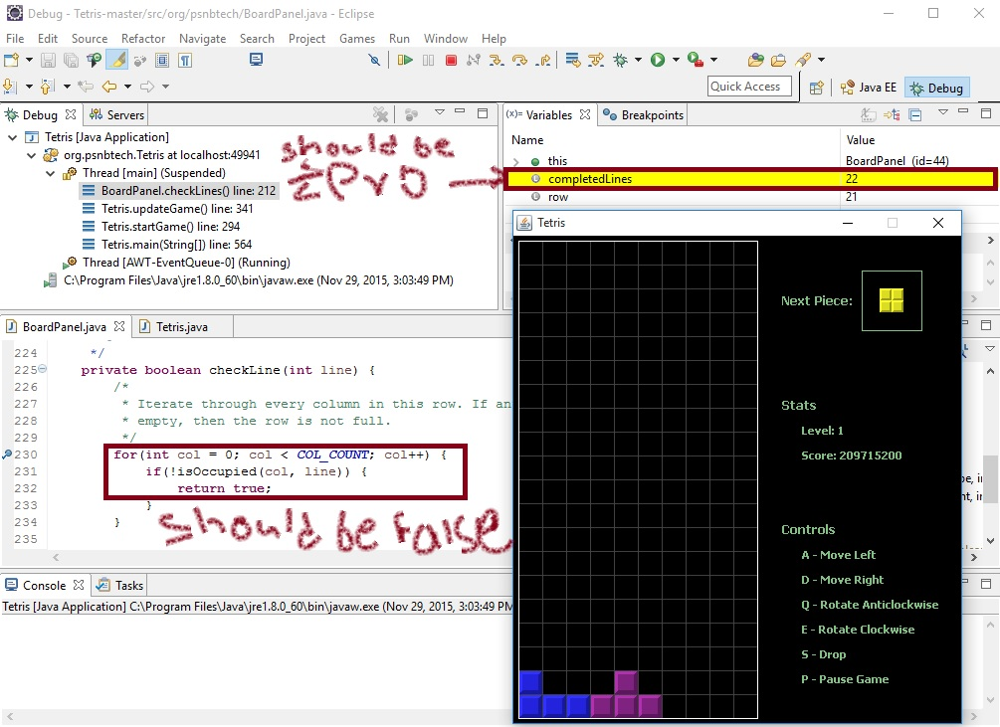 Debug - Tetris-master/src/org/psnbtech/BoardPanel.java - Eclipse
File Edit Source Refactor Navigate Search Project Games Run Window Help
Quick Access
Java EE
Debug
Debug
Servers
Tetris [Java Application]
org.psnbtech.Tetris at localhost:49941
Thread [main] (Suspended)
BoardPanel.checkLines() line: 212
Tetris.updateGame() line: 341
Tetris.startGame() line: 294
Tetris.main(String[]) line: 564
Thread [AWT-EventQueue-0] (Running)
C:\Program Files\Java\jre1.8.0_60\bin\javaw.exe (Nov 29, 2015, 3:03:49 PM)
should be
zero
(x)= Variables
Breakpoints
Name Value
this BoardPanel (id=44)
completedLines 22
row 21
BoardPanel.java
Tetris.java
224 */
225 private boolean checkLine(int line) {
226 /*
227 * Iterate through every column in this row. If an
228 * empty, then the row is not full.
229 */
230 for(int col = 0; col < COL_COUNT; col++) {
231 if(!isOccupied(col, line)) {
232 return true;
233 }
234 }
235
should be false
Console
Tasks
Tetris [Java Application] C:\Program Files\Java\jre1.8.0_60\bin\javaw.exe (Nov 29, 2015, 3:03:49 PM
Tetris
Next Piece:
Stats
Level: 1
Score: 209715200
Controls
A - Move Left
D - Move Right
Q - Rotate Anticlockwise
E - Rotate Clockwise
S - Drop
P - Pause Game